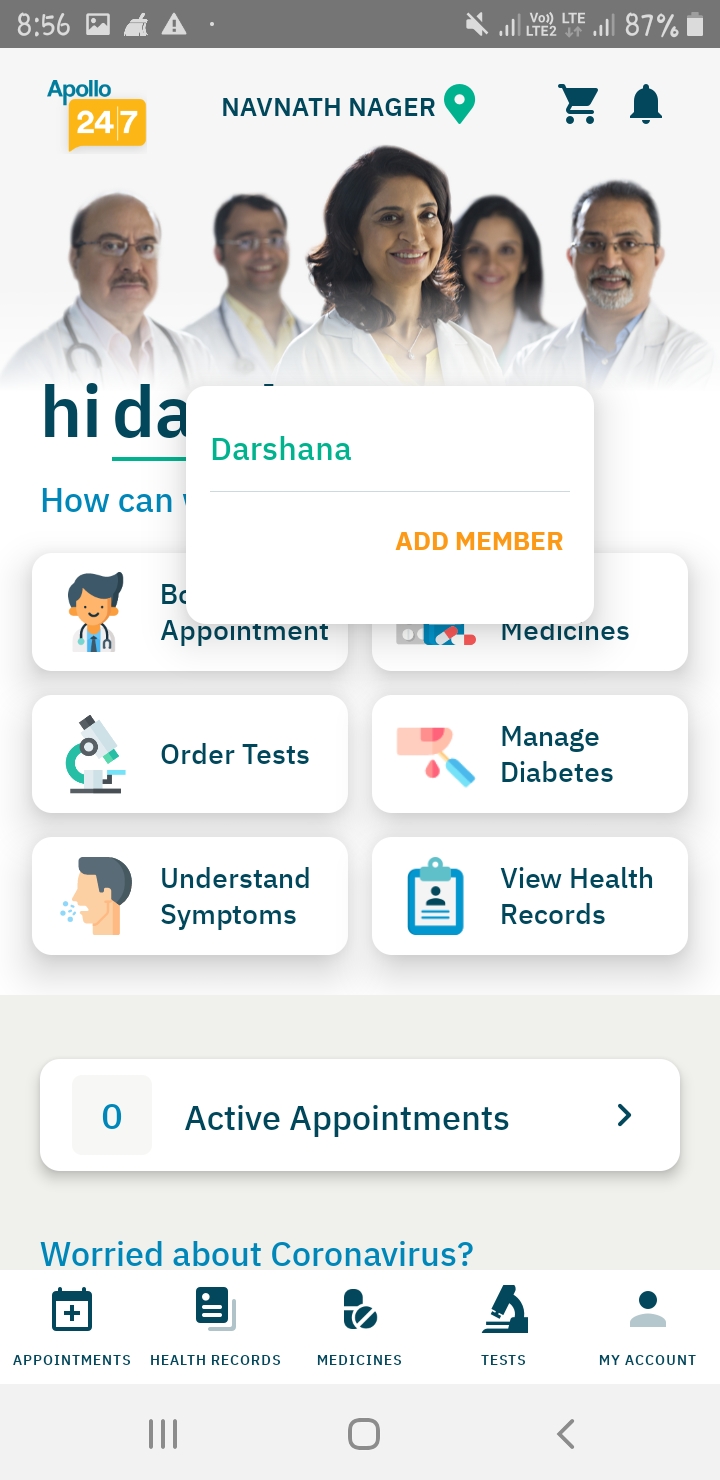 8:56
Vo)) LTE
LTE2
87%
Apollo
24|7
NAVNATH NAGER
hi
Darshana
How can
ADD MEMBER
Appointment
Medicines
Order Tests
Manage
Diabetes
Understand
Symptoms
View Health
Records
0 Active Appointments
Worried about Coronavirus?
APPOINTMENTS HEALTH RECORDS MEDICINES TESTS MY ACCOUNT